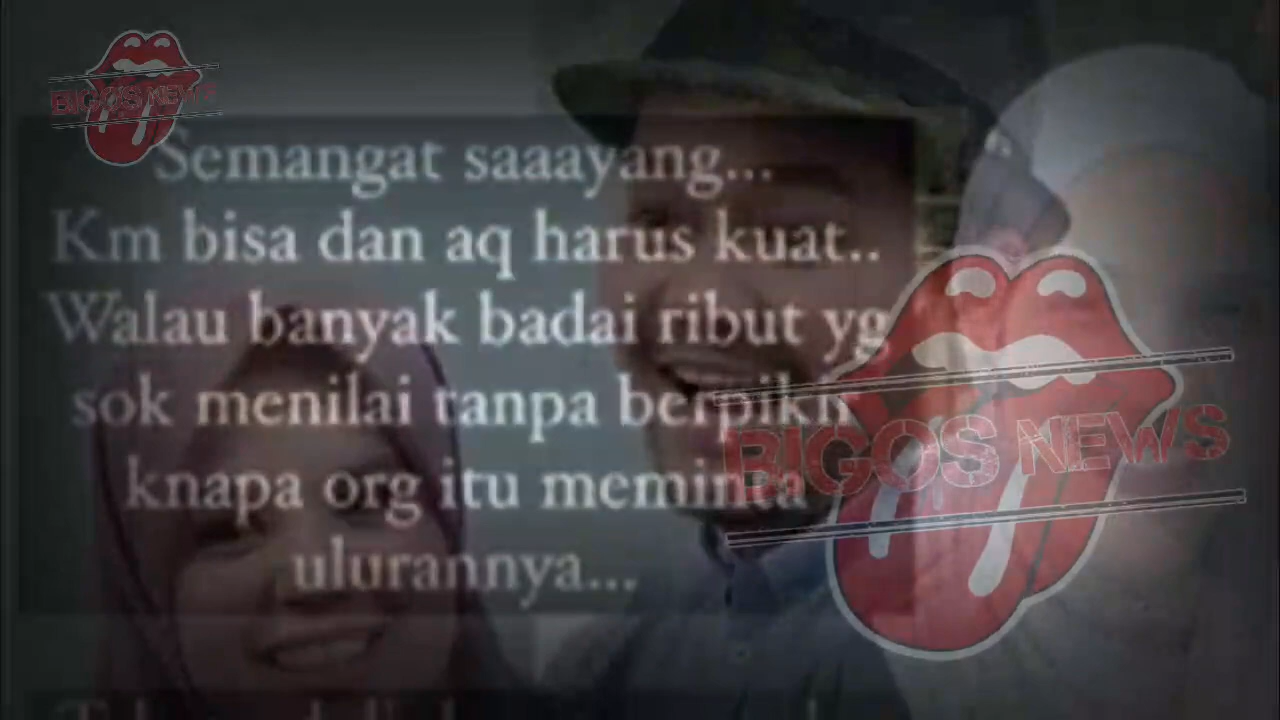 BIGOS NEWS
Semangat saaayang...
Km bisa dan aq harus kuat..
Walau banyak badai ribut yg
sok menilai tanpa berpikir
knapa org itu meminta
ulurannya...
BIGOS NEWS